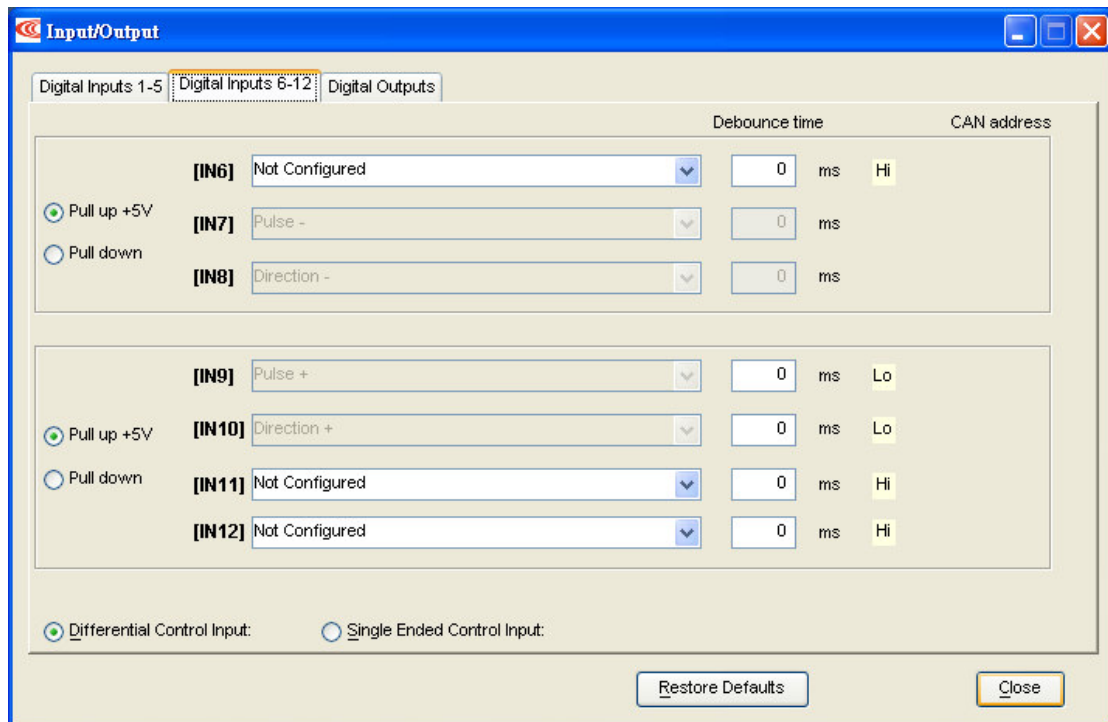 Input/Output
Digital Inputs 1-5 Digital Inputs 6-12 Digital Outputs
Debounce time CAN address
[IN6] Not Configured 0 ms Hi
Pull up +5V
[IN7] Pulse - 0 ms
Pull down
[IN8] Direction - 0 ms
[IN9] Pulse + 0 ms Lo
Pull up +5V
[IN10] Direction + 0 ms Lo
Pull down
[IN11] Not Configured 0 ms Hi
[IN12] Not Configured 0 ms Hi
Differential Control Input: Single Ended Control Input:
Restore Defaults Close